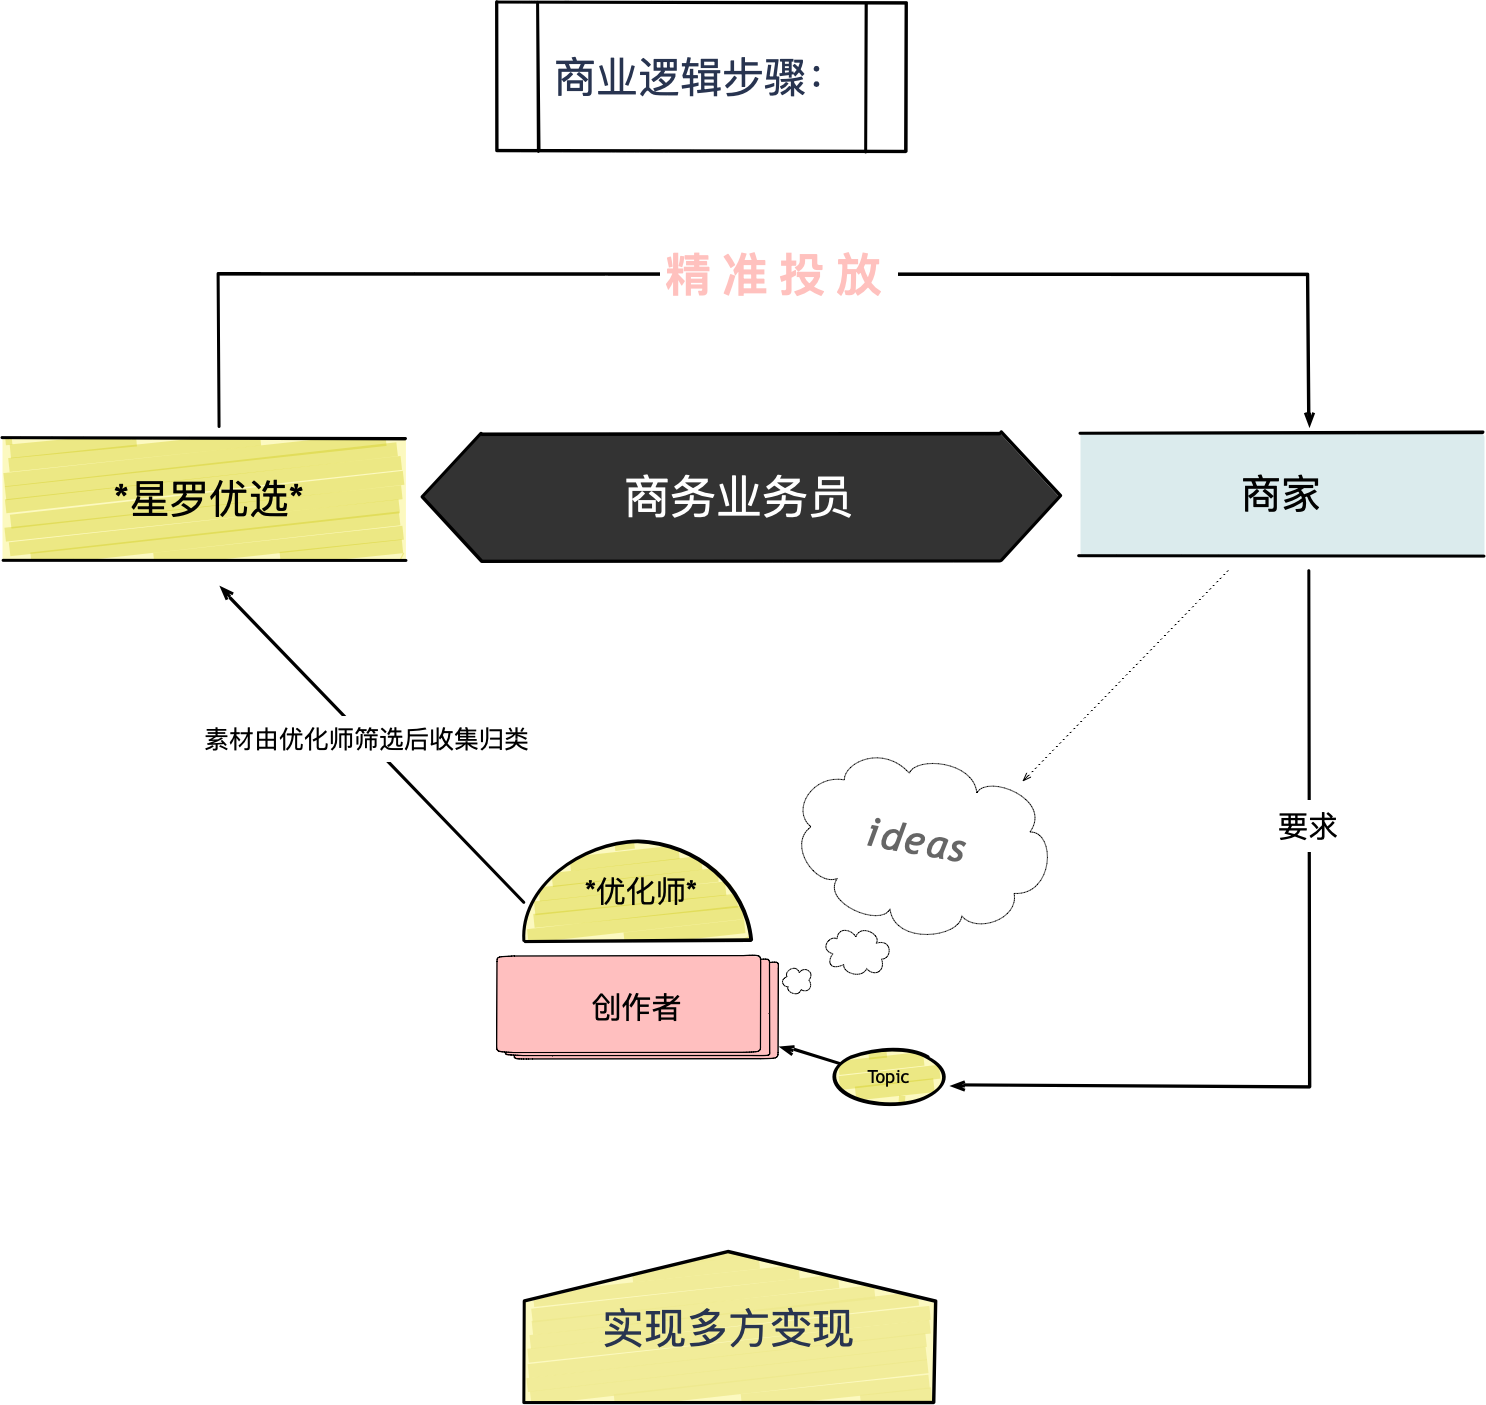 商业逻辑步骤：
精准投放
*星罗优选*
商务业务员
商家
素材由优化师筛选后收集归类
ideas
要求
*优化师*
创作者
Topic
实现多方变现